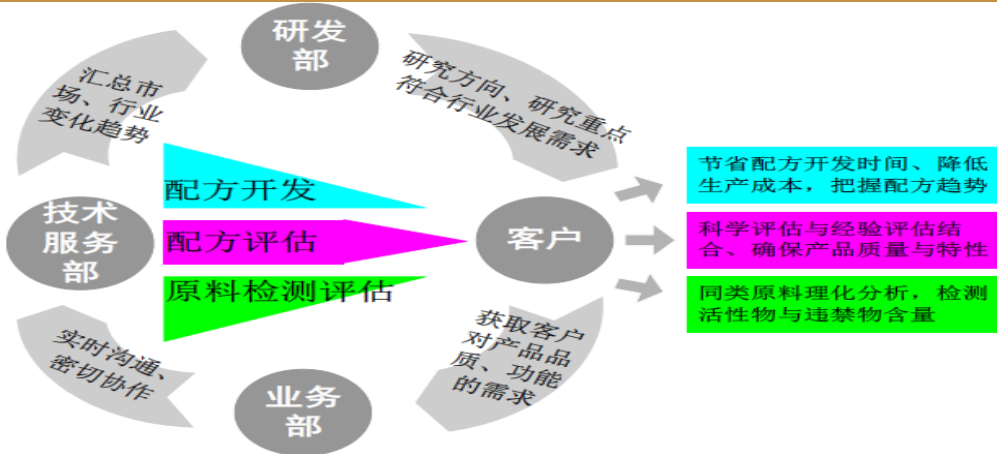 研发
部
汇总市
场、行业
变化趋势
研究方向、研究重点
符合行业发展需求
技术
服务
部
配方开发
配方评估
原料检测评估
客户
节省配方开发时间、降低
生产成本，把握配方趋势
科学评估与经验评估结
合、确保产品质量与特性
同类原料理化分析，检测
活性物与违禁物含量
实时沟通、
密切协作
业务
部
获取客户
对产品品
质、功能
的需求